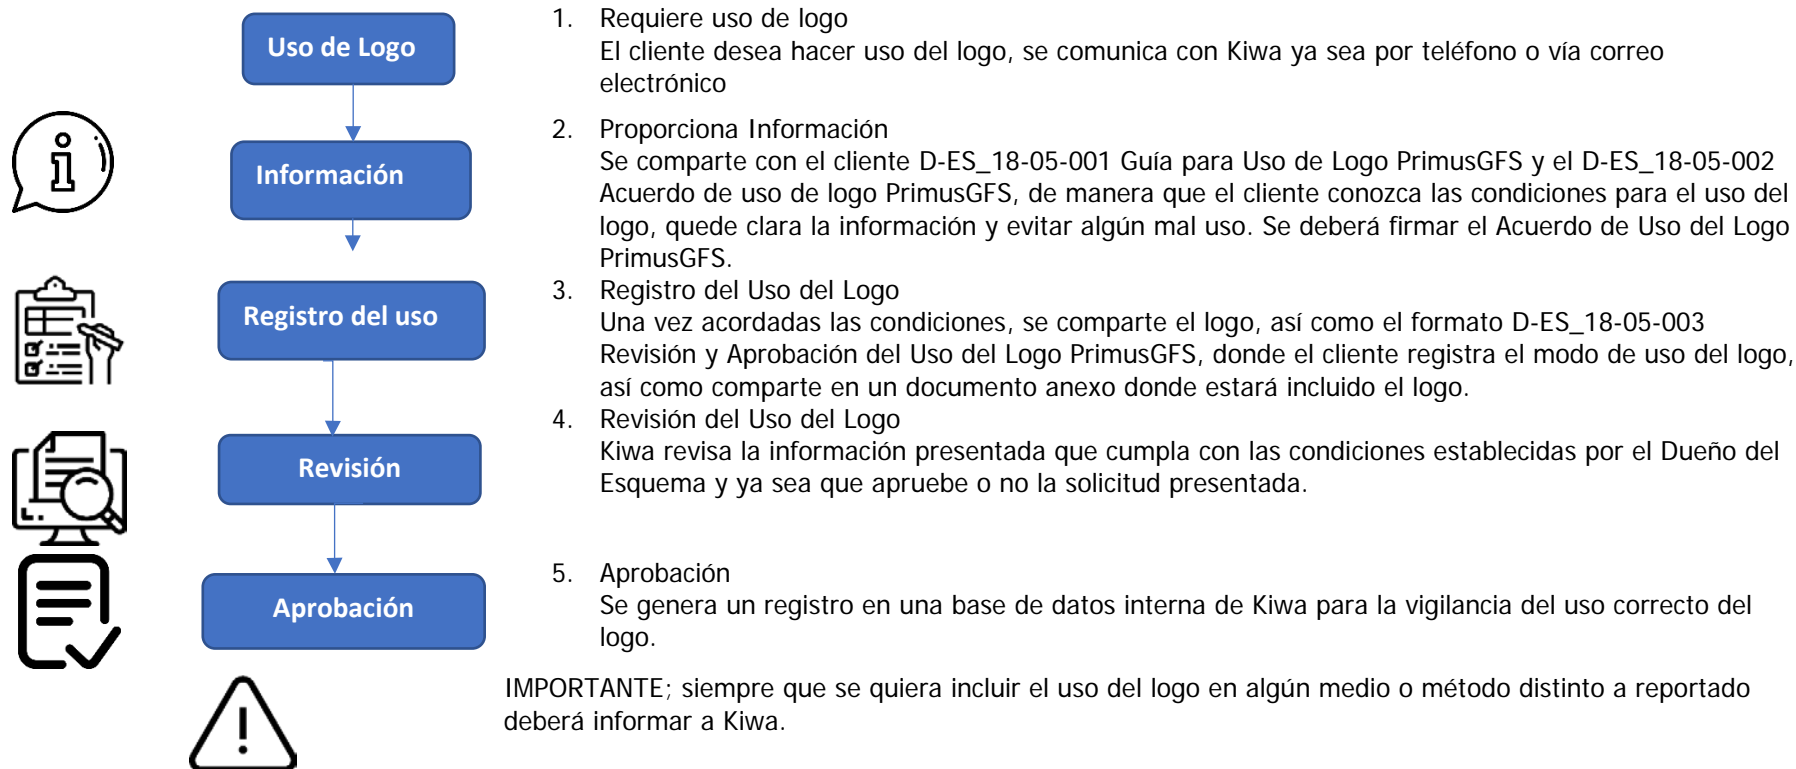 Uso de Logo
1. Requiere uso de logo
El cliente desea hacer uso del logo, se comunica con Kiwa ya sea por teléfono o vía correo
electrónico
Información
2. Proporciona Información
Se comparte con el cliente D-ES_18-05-001 Guía para Uso de Logo PrimusGFS y el D-ES_18-05-002
Acuerdo de uso de logo PrimusGFS, de manera que el cliente conozca las condiciones para el uso del
logo, quede clara la información y evitar algún mal uso. Se deberá firmar el Acuerdo de Uso del Logo
PrimusGFS.
Registro del uso
3. Registro del Uso del Logo
Una vez acordadas las condiciones, se comparte el logo, así como el formato D-ES_18-05-003
Revisión y Aprobación del Uso del Logo PrimusGFS, donde el cliente registra el modo de uso del logo,
así como comparte en un documento anexo donde estará incluido el logo.
Revisión
4. Revisión del Uso del Logo
Kiwa revisa la información presentada que cumpla con las condiciones establecidas por el Dueño del
Esquema y ya sea que apruebe o no la solicitud presentada.
Aprobación
5. Aprobación
Se genera un registro en una base de datos interna de Kiwa para la vigilancia del uso correcto del
logo.
IMPORTANTE; siempre que se quiera incluir el uso del logo en algún medio o método distinto a reportado
deberá informar a Kiwa.